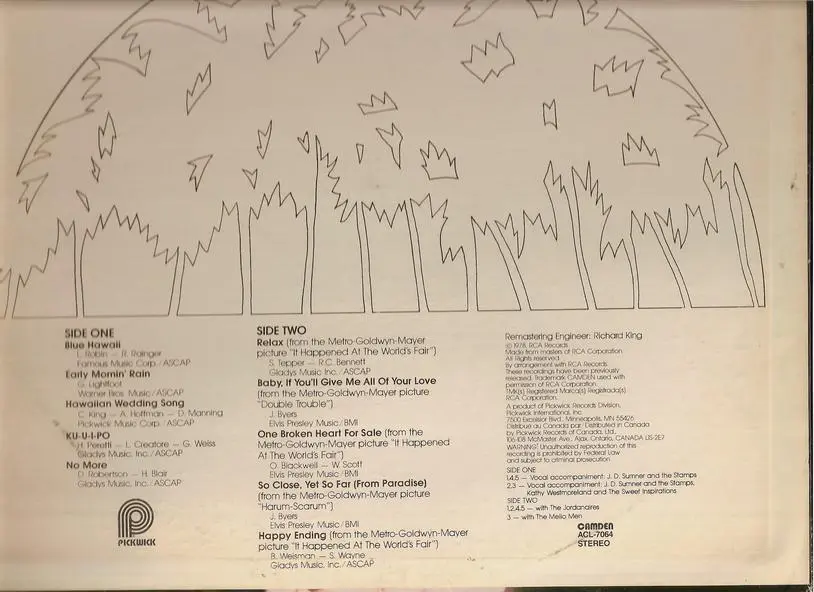 SIDE ONE
Blue Hawaii
L. Robin — R. Rainger
Famous Music Corp./ASCAP
Early Mornin' Rain
G. Lightfoot
Warner Bros. Music/ASCAP
Hawaiian Wedding Song
C. King — A. Hoffman — D. Manning
Pickwick Music Corp./ASCAP
KU-U-I-PO
H. Peretti — L. Creatore — G. Weiss
Gladys Music, Inc./ASCAP
No More
D. Robertson — H. Blair
Gladys Music, Inc./ASCAP
PICKWICK
SIDE TWO
Relax (from the Metro-Goldwyn-Mayer
picture "It Happened At The World's Fair")
S. Tepper — R.C. Bennett
Gladys Music Inc./ASCAP
Baby, If You'll Give Me All Of Your Love
(from the Metro-Goldwyn-Mayer picture
"Double Trouble")
J. Byers
Elvis Presley Music/BMI
One Broken Heart For Sale (from the
Metro-Goldwyn-Mayer picture "It Happened
At The World's Fair")
O. Blackwell — W. Scott
Elvis Presley Music/BMI
So Close, Yet So Far (From Paradise)
(from the Metro-Goldwyn-Mayer picture
"Harum-Scarum")
J. Byers
Elvis Presley Music/BMI
Happy Ending (from the Metro-Goldwyn-Mayer
picture "It Happened At The World's Fair")
B. Weisman — S. Wayne
Gladys Music, Inc./ASCAP
Remastering Engineer: Richard King
© 1978, RCA Records
Made from masters of RCA Corporation
All Rights reserved.
by arrangement with RCA Records
These recordings have been previously
released. Trademark CAMDEN used with
permission of RCA Corporation.
TMK(s) Registered Marca(s) Registrada(s)
RCA Corporation.
A product of Pickwick Records Division,
Pickwick International, Inc.
7500 Excelsior Blvd., Minneapolis, MN 55426
Distribue au Canada par/Distributed in Canada
by Pickwick Records of Canada, Ltd.,
106-108 McMaster Ave., Ajax, Ontario, CANADA L1S-2E7
WARNING: Unauthorized reproduction of this
recording is prohibited by Federal Law
and subject to criminal prosecution.
SIDE ONE
1,4,5 — Vocal accompaniment: J. D. Sumner and the Stamps
2,3 — Vocal accompaniment: J. D. Sumner and the Stamps,
Kathy Westmoreland and The Sweet Inspirations
SIDE TWO
1,2,4,5 — with The Jordanaires
3 — with The Mello Men
CAMDEN
ACL-7064
STEREO